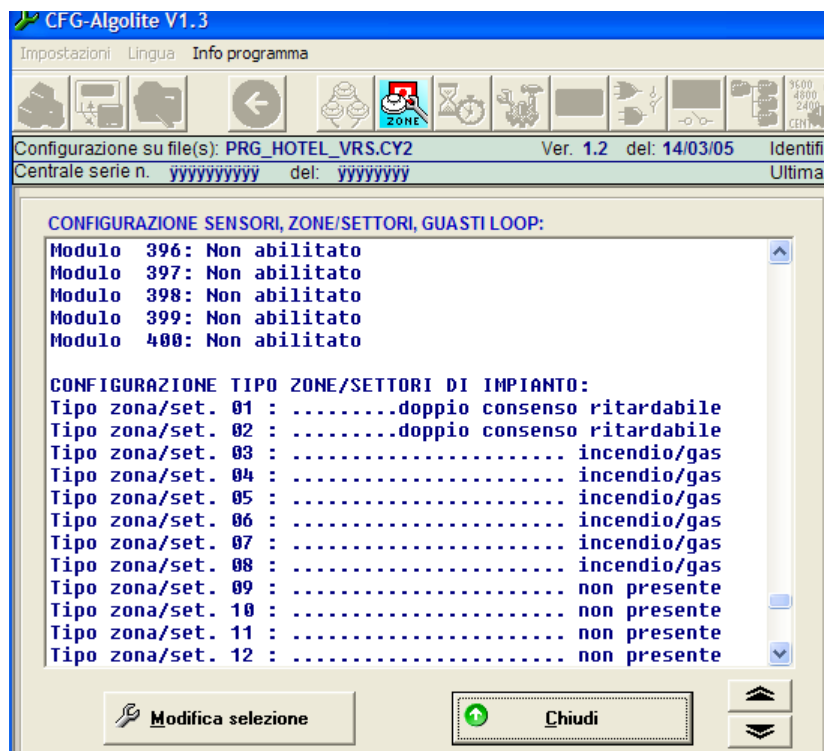 CFG-Algolite V1.3
Impostazioni Lingua Info programma
ZONE
9600
4800
2400
CENT
Configurazione su file(s): PRG_HOTEL_VRS.CY2 Ver. 1.2 del: 14/03/05 Identifi
Centrale serie n. ÿÿÿÿÿÿÿÿÿÿ del: ÿÿÿÿÿÿÿÿ Ultima
CONFIGURAZIONE SENSORI, ZONE/SETTORI, GUASTI LOOP:
Modulo 396: Non abilitato
Modulo 397: Non abilitato
Modulo 398: Non abilitato
Modulo 399: Non abilitato
Modulo 400: Non abilitato
CONFIGURAZIONE TIPO ZONE/SETTORI DI IMPIANTO:
Tipo zona/set. 01 : .........doppio consenso ritardabile
Tipo zona/set. 02 : .........doppio consenso ritardabile
Tipo zona/set. 03 : ....................... incendio/gas
Tipo zona/set. 04 : ....................... incendio/gas
Tipo zona/set. 05 : ....................... incendio/gas
Tipo zona/set. 06 : ....................... incendio/gas
Tipo zona/set. 07 : ....................... incendio/gas
Tipo zona/set. 08 : ....................... incendio/gas
Tipo zona/set. 09 : ....................... non presente
Tipo zona/set. 10 : ....................... non presente
Tipo zona/set. 11 : ....................... non presente
Tipo zona/set. 12 : ....................... non presente
Modifica selezione
Chiudi